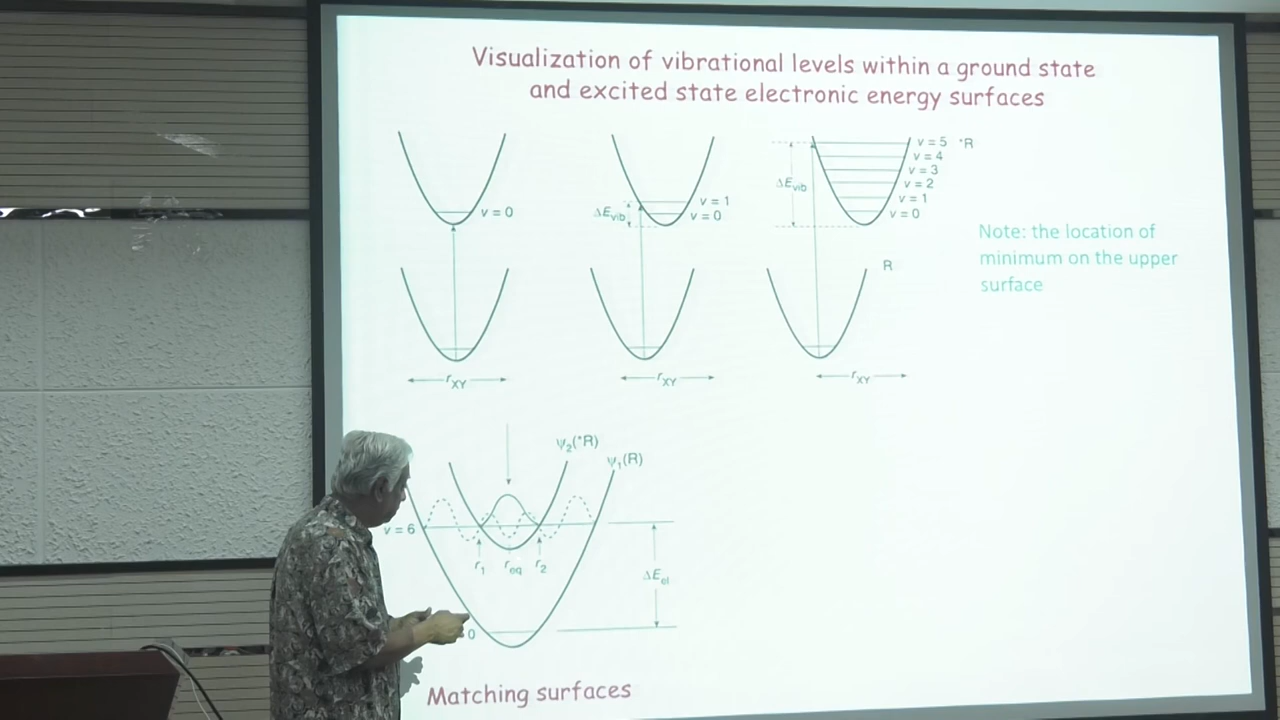 Visualization of vibrational levels within a ground state
and excited state electronic energy surfaces
v = 0
ΔEvib
v = 1
v = 0
ΔEvib
v = 5 *R
v = 4
v = 3
v = 2
v = 1
v = 0
Note: the location of
minimum on the upper
surface
R
rXY
rXY
rXY
ψ2(*R)
ψ1(R)
v = 6
r1
req
r2
ΔEel
0
Matching surfaces